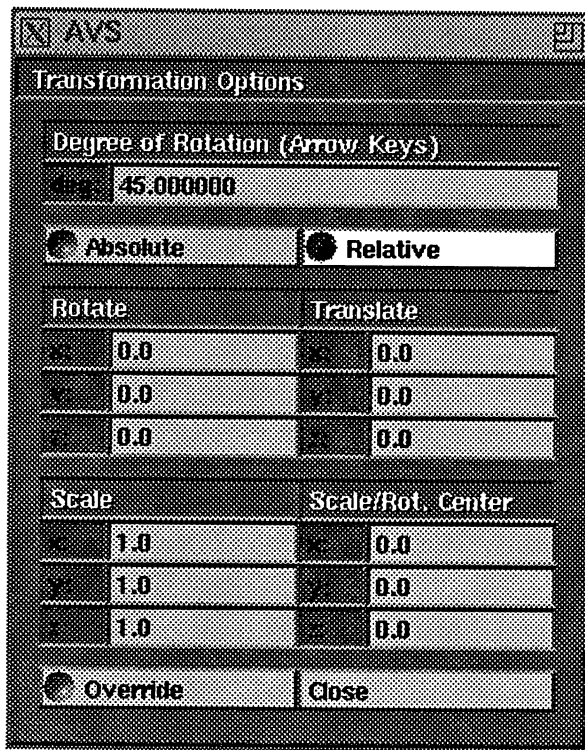 AVS
Transformation Options
Degree of Rotation (Arrow Keys)
deg: 45.000000
Absolute Relative
Rotate Translate
x: 0.0 x: 0.0
y: 0.0 y: 0.0
z: 0.0 z: 0.0
Scale Scale/Rot. Center
x: 1.0 x: 0.0
y: 1.0 y: 0.0
z: 1.0 z: 0.0
Override Close